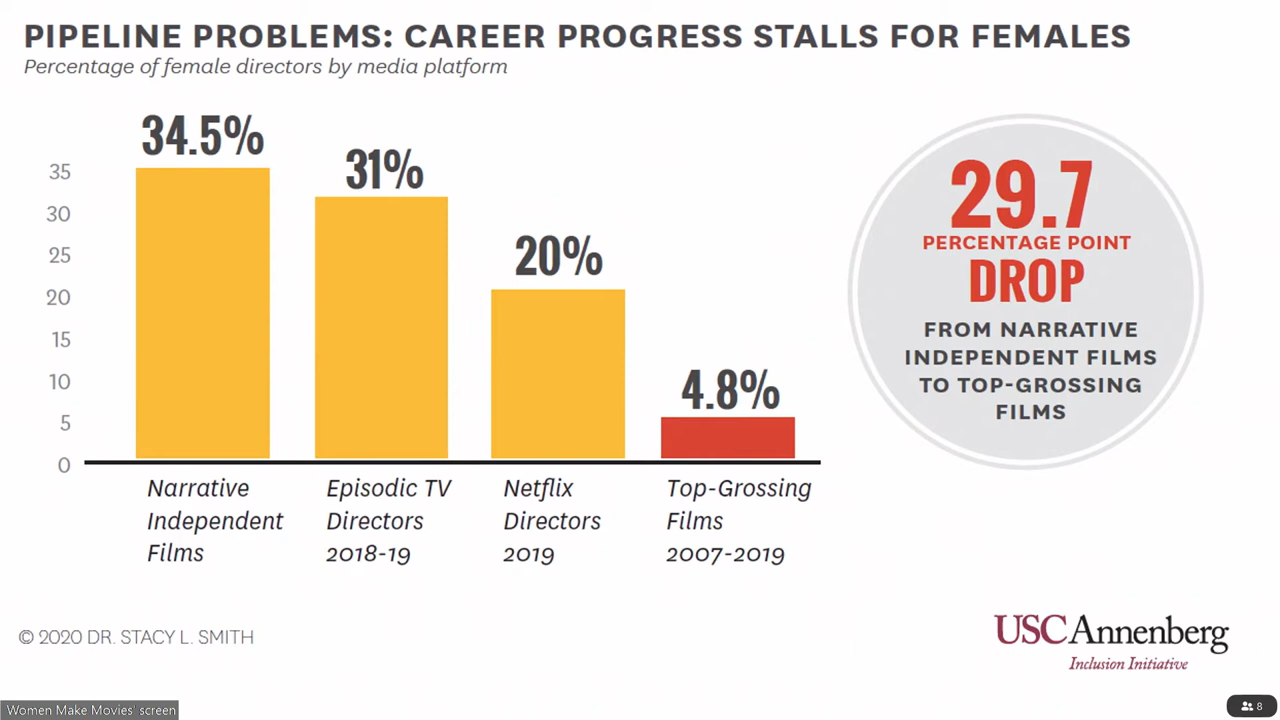 PIPELINE PROBLEMS: CAREER PROGRESS STALLS FOR FEMALES
Percentage of female directors by media platform
34.5%
31%
20%
4.8%
35
30
25
20
15
10
5
0
Narrative
Independent
Films
Episodic TV
Directors
2018-19
Netflix
Directors
2019
Top-Grossing
Films
2007-2019
29.7
PERCENTAGE POINT
DROP
FROM NARRATIVE
INDEPENDENT FILMS
TO TOP-GROSSING
FILMS
© 2020 DR. STACY L. SMITH
USC Annenberg
Inclusion Initiative
Women Make Movies' screen
8